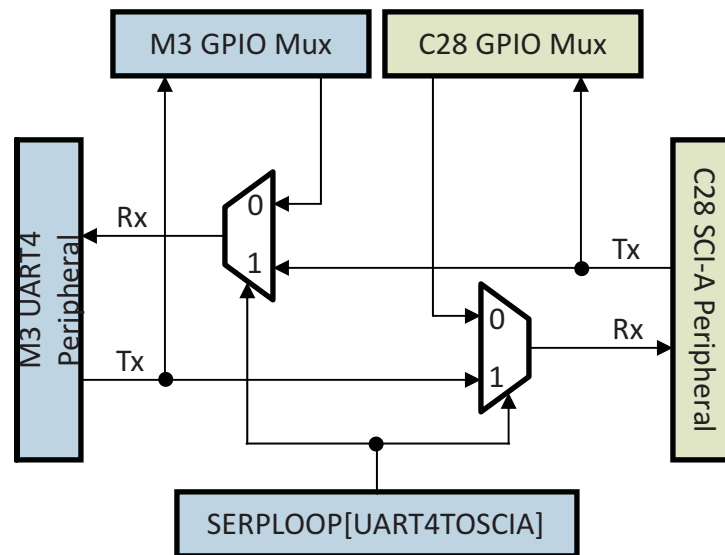 M3 GPIO Mux
C28 GPIO Mux
M3 UART4
Peripheral
Rx
0
1
Tx
C28 SCI-A Peripheral
Tx
0
1
Rx
SERPLOOP[UART4TOSCIA]